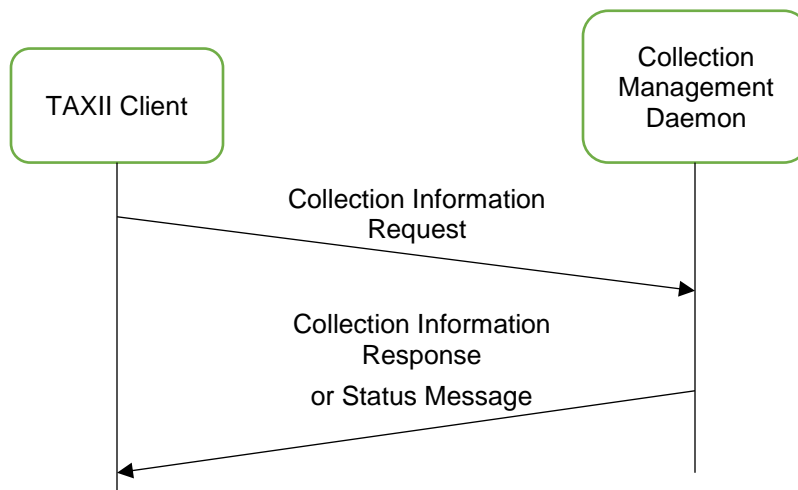 TAXII Client
Collection
Management
Daemon
Collection Information
Request
Collection Information
Response
or Status Message